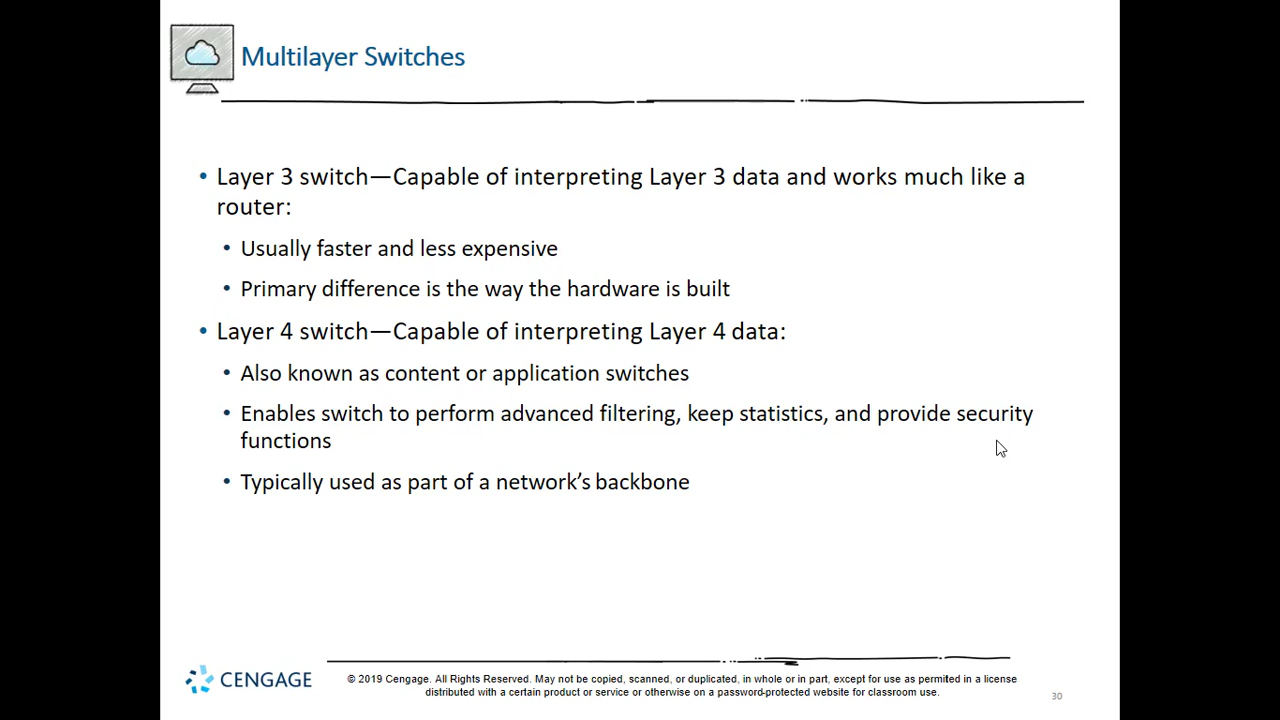 Multilayer Switches
• Layer 3 switch—Capable of interpreting Layer 3 data and works much like a
router:
• Usually faster and less expensive
• Primary difference is the way the hardware is built
• Layer 4 switch—Capable of interpreting Layer 4 data:
• Also known as content or application switches
• Enables switch to perform advanced filtering, keep statistics, and provide security
functions
• Typically used as part of a network’s backbone
CENGAGE
© 2019 Cengage. All Rights Reserved. May not be copied, scanned, or duplicated, in whole or in part, except for use as permitted in a license
distributed with a certain product or service or otherwise on a password-protected website for classroom use.
30